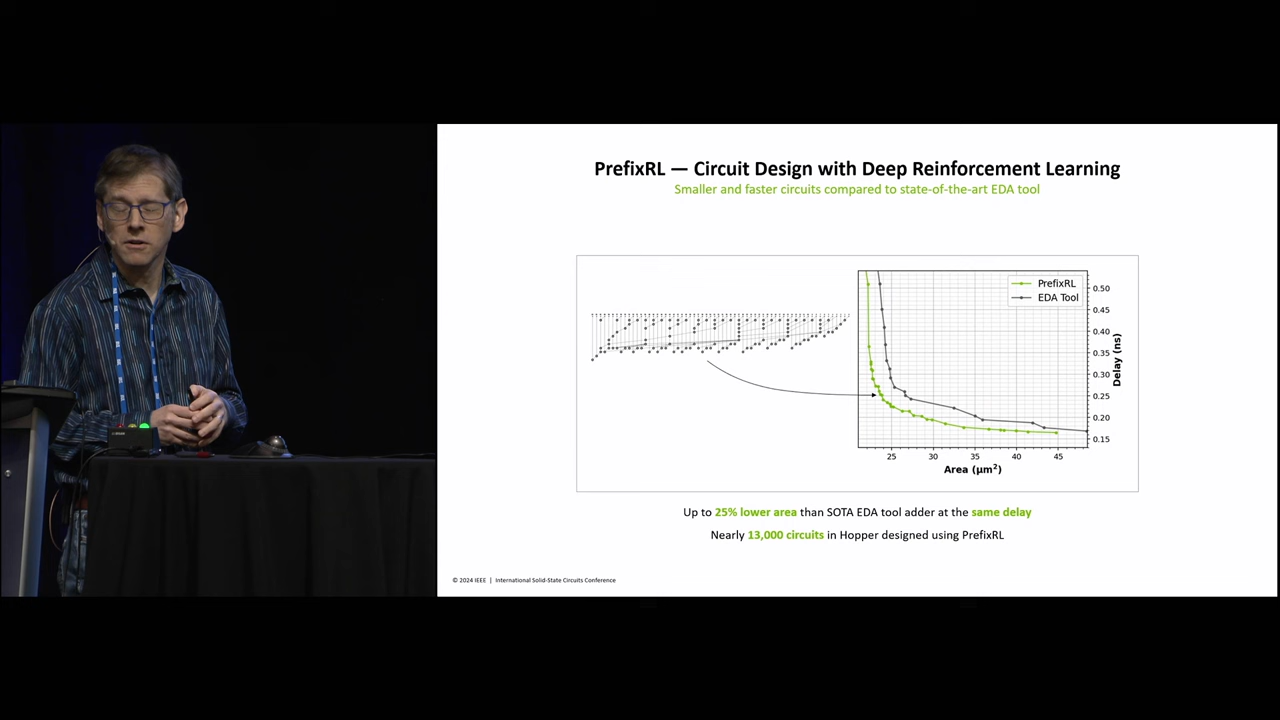 PrefixRL — Circuit Design with Deep Reinforcement Learning
Smaller and faster circuits compared to state-of-the-art EDA tool
PrefixRL
EDA Tool
0.50
0.45
0.40
0.35
0.30
0.25
0.20
0.15
Delay (ns)
25 30 35 40 45
Area (μm²)
Up to 25% lower area than SOTA EDA tool adder at the same delay
Nearly 13,000 circuits in Hopper designed using PrefixRL
© 2024 IEEE | International Solid-State Circuits Conference